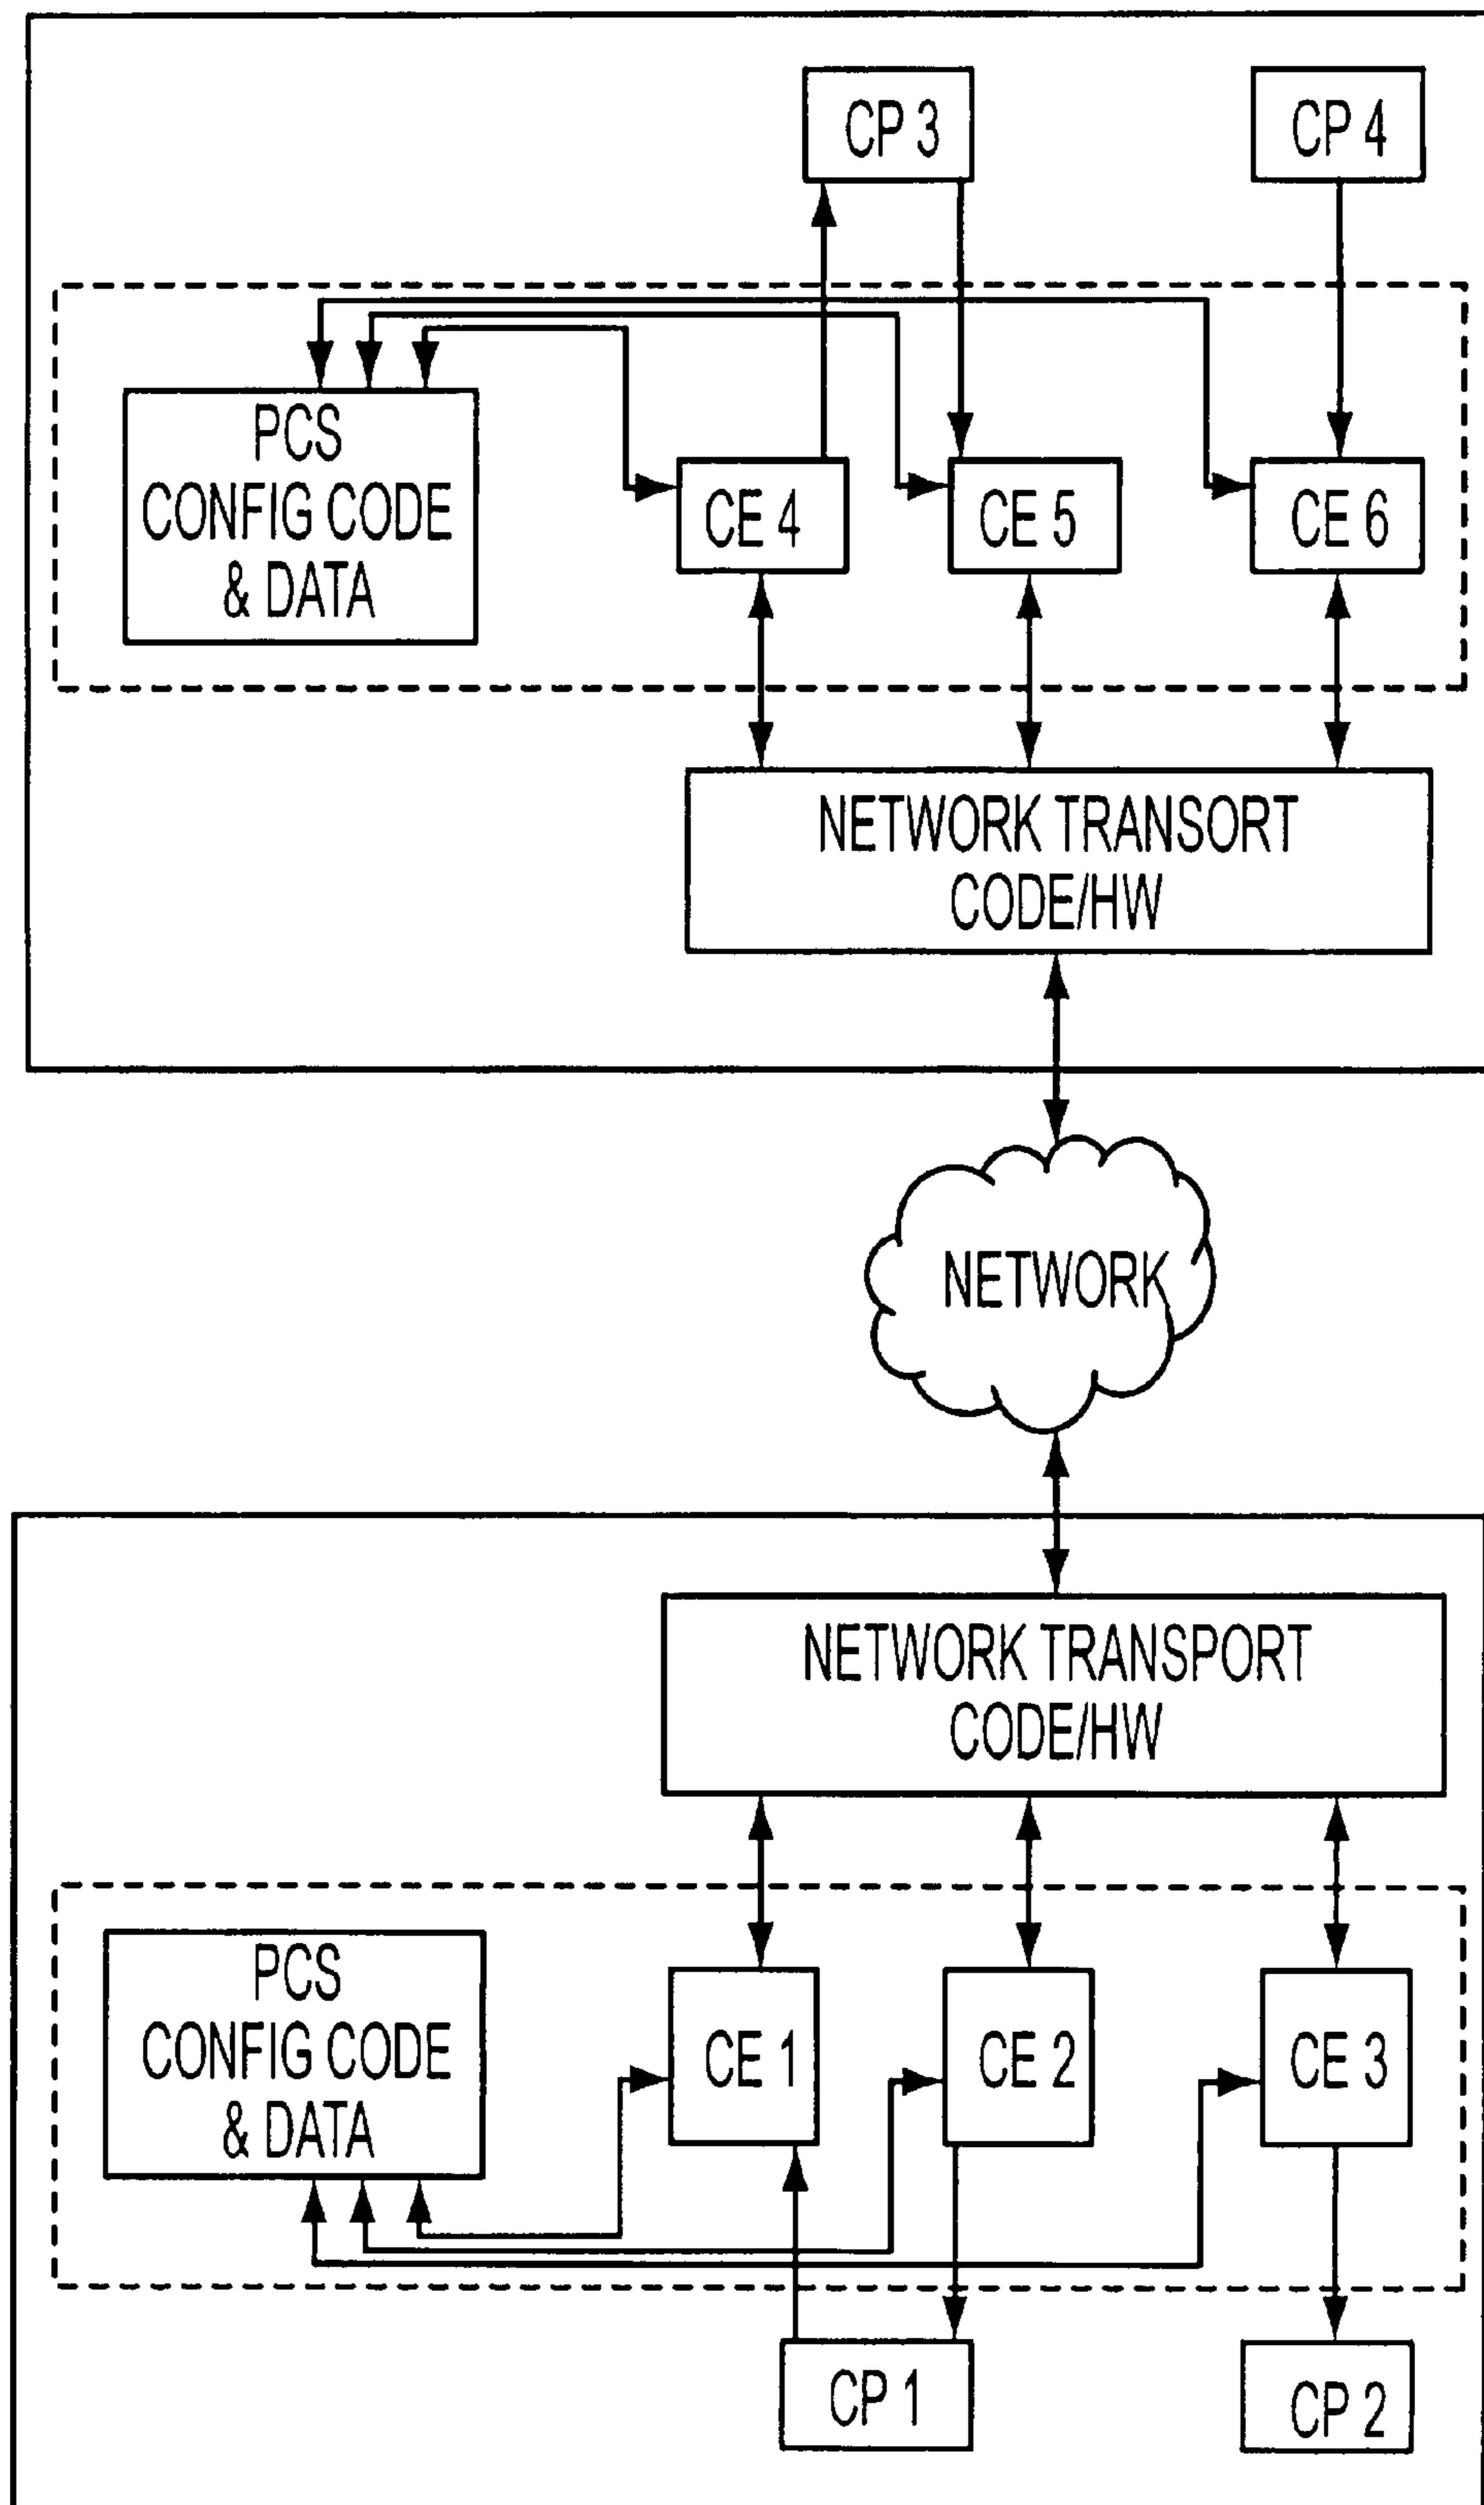 CP 3
CP 4
PCS
CONFIG CODE
& DATA
CE 4
CE 5
CE 6
NETWORK TRANSORT
CODE/HW
NETWORK
NETWORK TRANSPORT
CODE/HW
PCS
CONFIG CODE
& DATA
CE 1
CE 2
CE 3
CP 1
CP 2